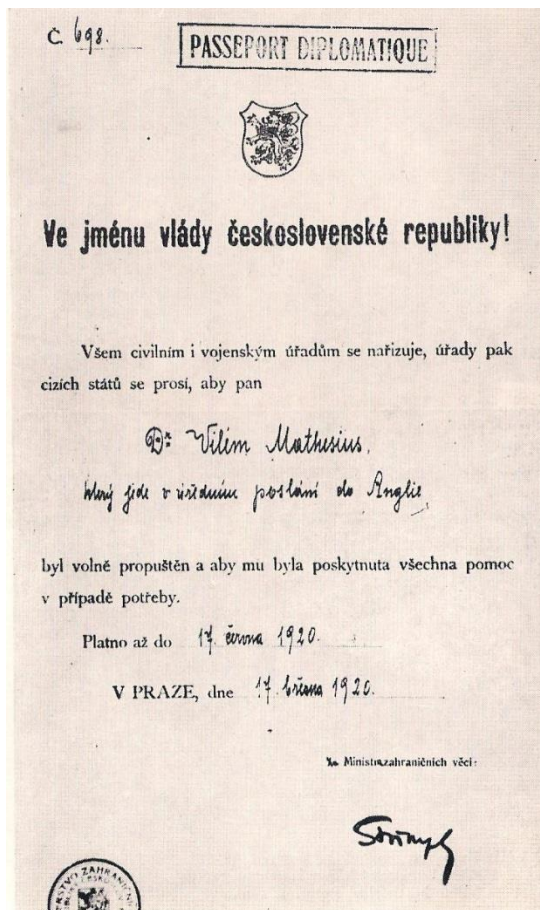 Č 698.
PASSEPORT DIPLOMATIQUE
Ve jménu vlády československé republiky!
Všem civilním i vojenským úřadům se nařizuje, úřady pak
cizích států se prosí, aby pan
Dr. Vilém Mathesius,
který jede v úředním poslání do Anglie,
byl volně propuštěn a aby mu byla poskytnuta všechna pomoc
v případě potřeby.
Platno až do 17. června 1920.
V PRAZE, dne 17. března 1920.
Za Ministra zahraničních věcí: